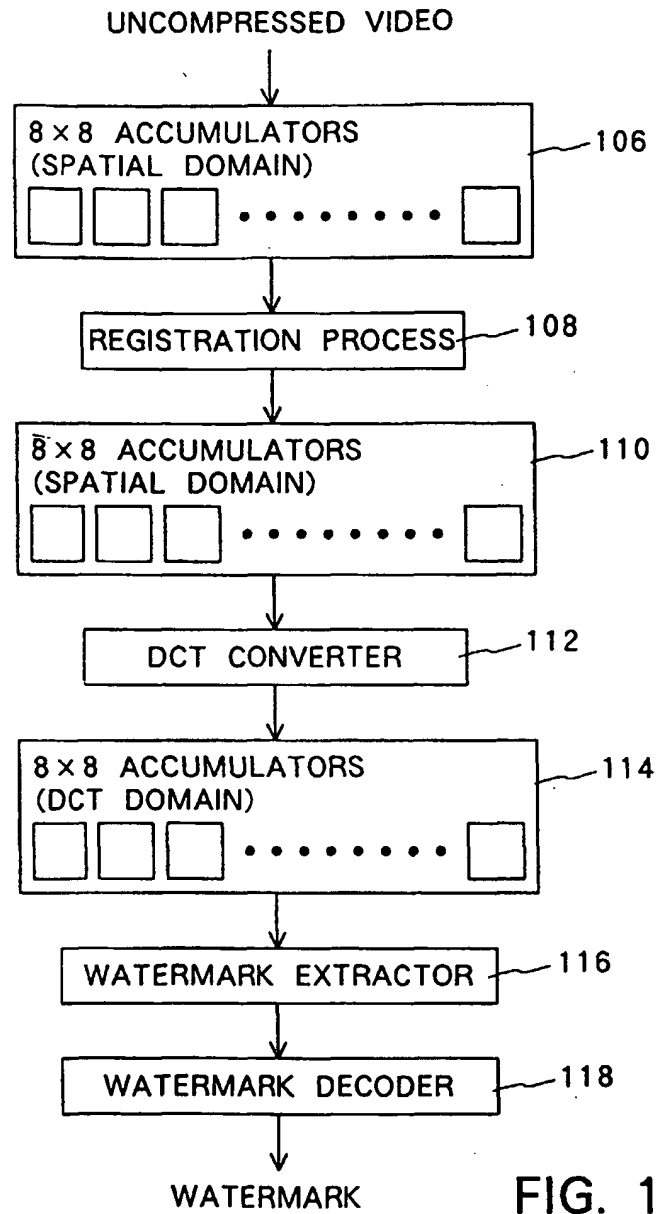 UNCOMPRESSED VIDEO
8×8 ACCUMULATORS
(SPATIAL DOMAIN)
106
REGISTRATION PROCESS
108
8×8 ACCUMULATORS
(SPATIAL DOMAIN)
110
DCT CONVERTER
112
8×8 ACCUMULATORS
(DCT DOMAIN)
114
WATERMARK EXTRACTOR
116
WATERMARK DECODER
118
WATERMARK
FIG. 1